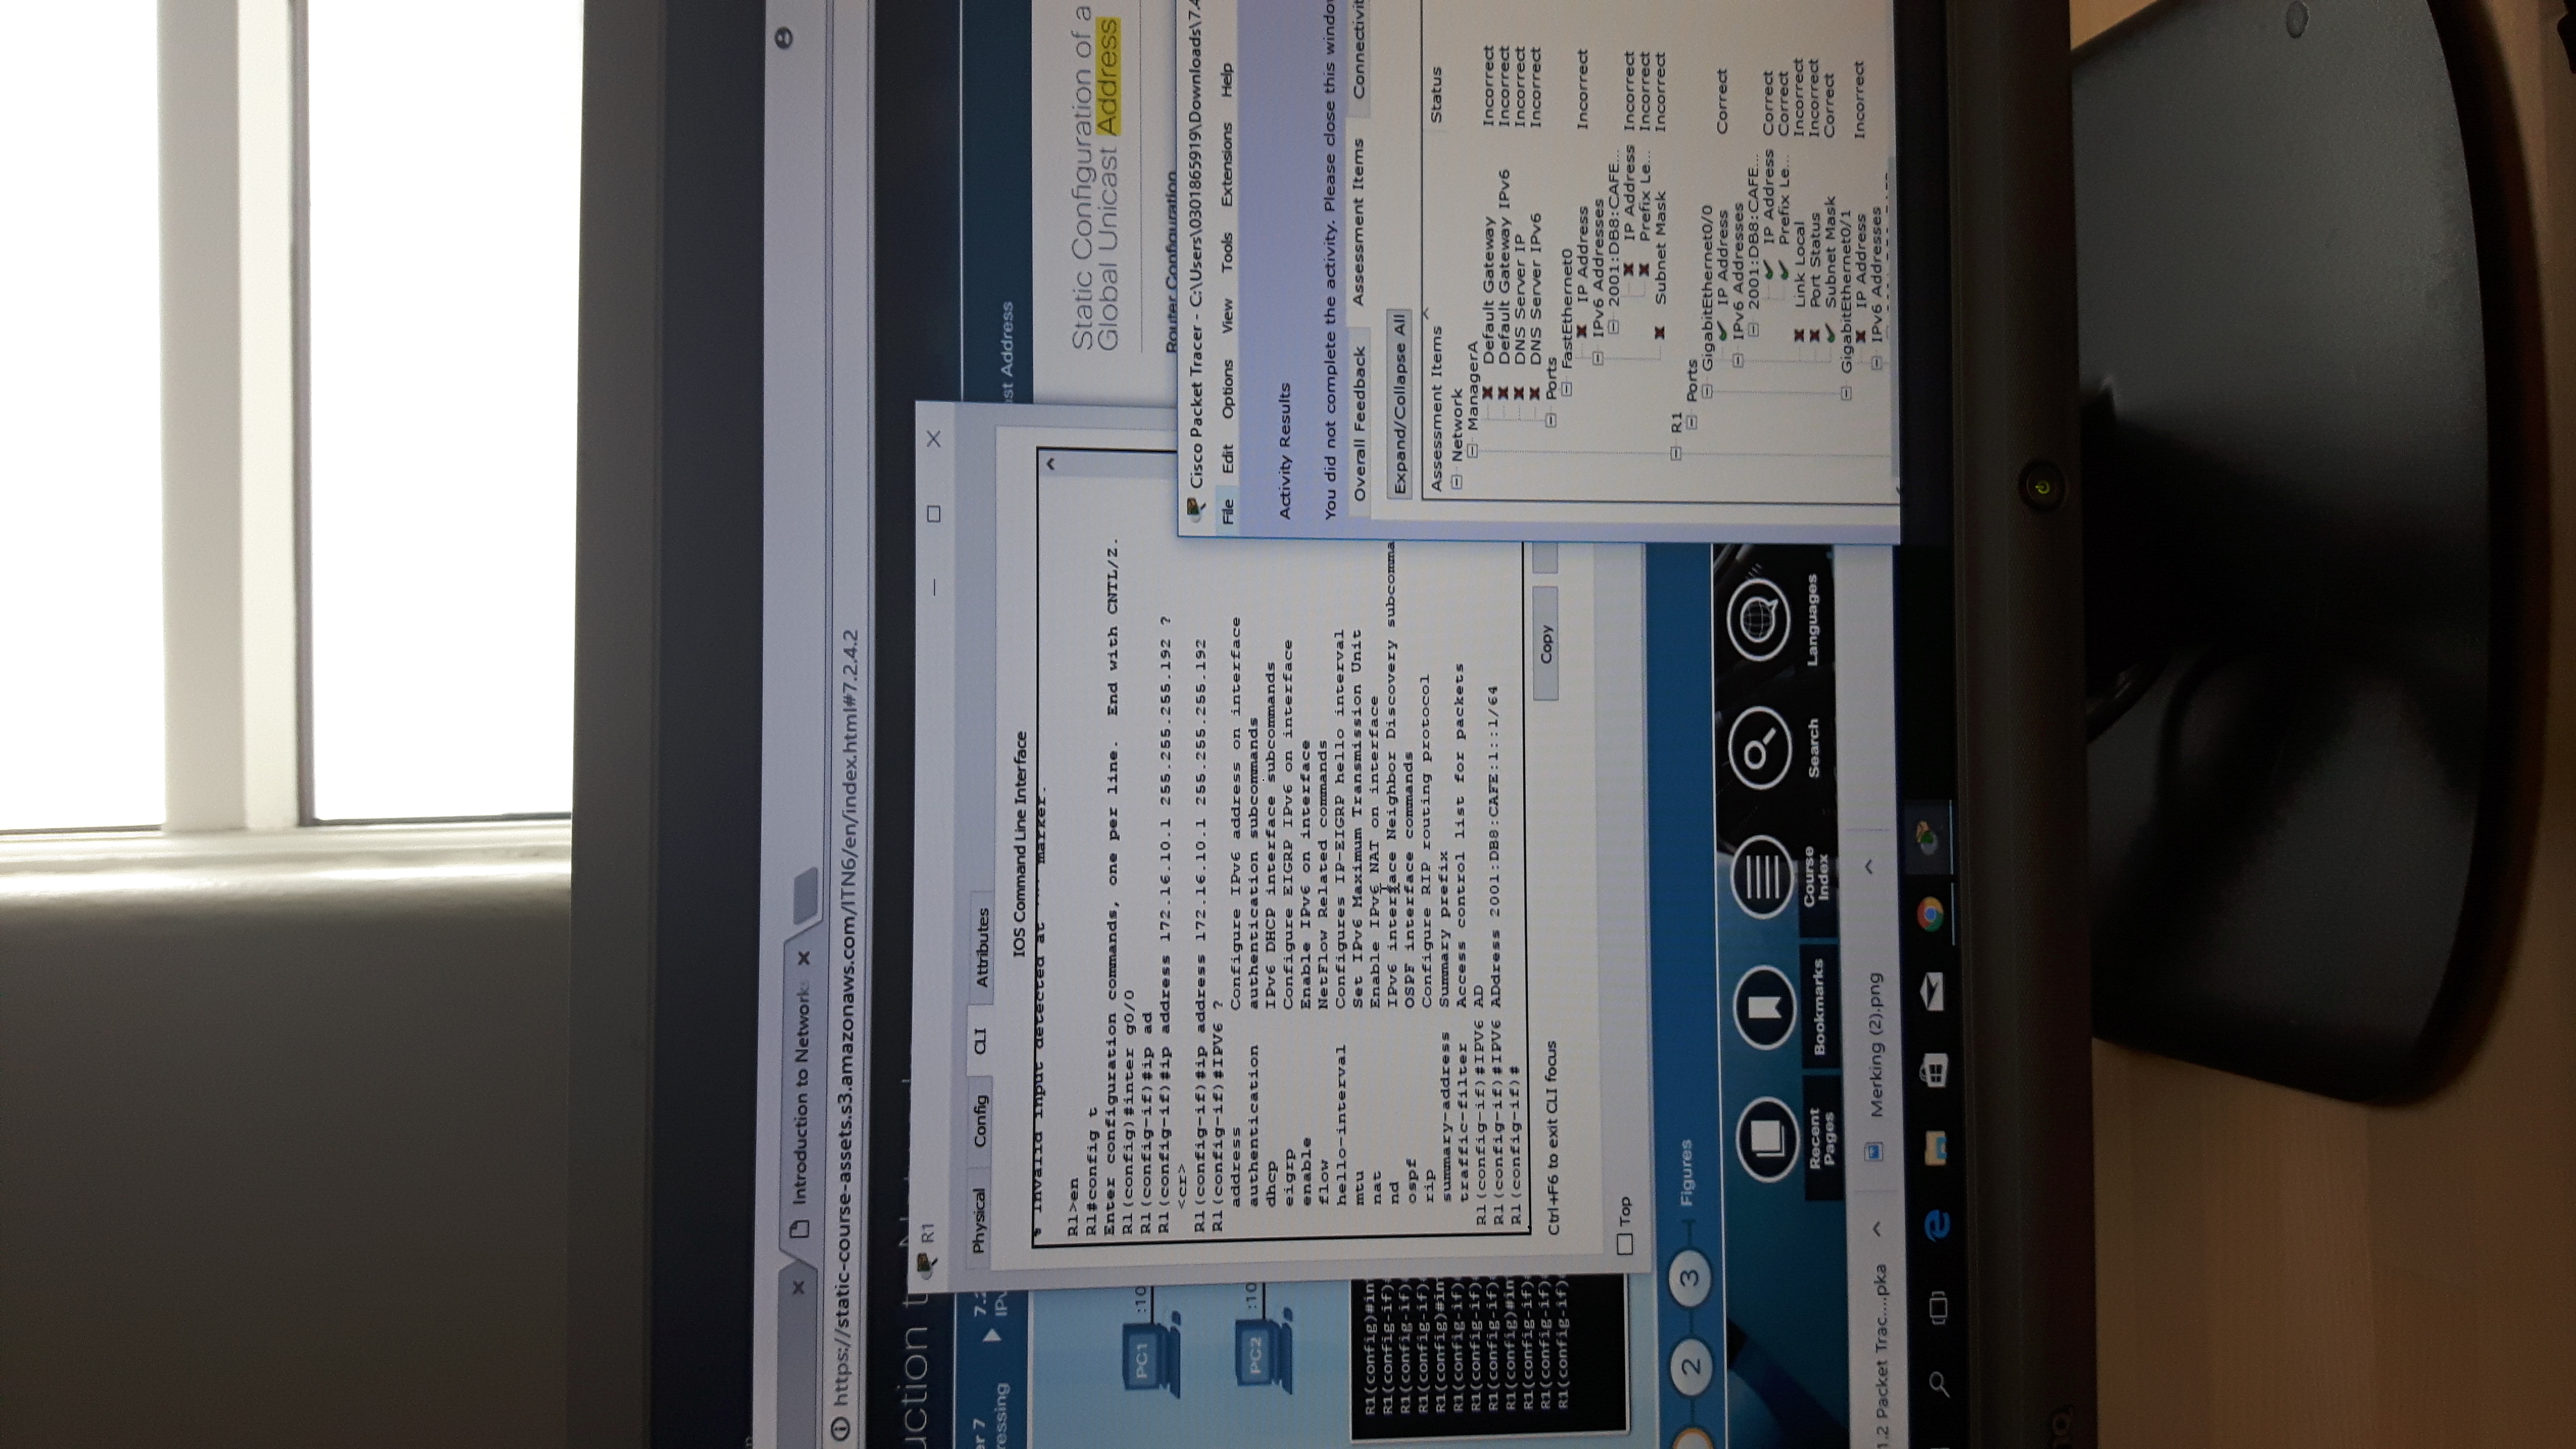 Introduction to Network
https://static-course-assets.s3.amazonaws.com/ITN6/en/index.html#7.2.4.2
uction t
er 7
ressing
7.2
IPv
st Address
PC1
:10
PC2
:10
R1(config)#in
R1(config-if)
R1(config-if)
R1(config-if)
R1(config)#in
R1(config-if)
R1(config-if)
R1(config-if)
R1(config)#in
R1(config-if)
R1(config-if)
R1(config-if)
R1
Physical Config CLI Attributes
IOS Command Line Interface
% Invalid input detected at '^' marker.
R1>en
R1#config t
Enter configuration commands, one per line. End with CNTL/Z.
R1(config)#inter g0/0
R1(config-if)#ip ad
R1(config-if)#ip address 172.16.10.1 255.255.255.192 ?
<cr>
R1(config-if)#ip address 172.16.10.1 255.255.255.192
R1(config-if)#IPV6 ?
address Configure IPv6 address on interface
authentication authentication subcommands
dhcp IPv6 DHCP interface subcommands
eigrp Configure EIGRP IPv6 on interface
enable Enable IPv6 on interface
flow NetFlow Related commands
hello-interval Configures IP-EIGRP hello interval
mtu Set IPv6 Maximum Transmission Unit
nat Enable IPv6 NAT on interface
nd IPv6 interface Neighbor Discovery subcomma
ospf OSPF interface commands
rip Configure RIP routing protocol
summary-address Summary prefix
traffic-filter Access control list for packets
R1(config-if)#IPV6 AD
R1(config-if)#IPV6 ADdress 2001:DB8:CAFE:1::1/64
R1(config-if)#
Ctrl+F6 to exit CLI focus
Copy
Top
Static Configuration of a
Global Unicast Address
Router Configuration
Cisco Packet Tracer - C:\Users\0301865919\Downloads\7.4
File Edit Options View Tools Extensions Help
Activity Results
You did not complete the activity. Please close this windo
Overall Feedback Assessment Items Connectivit
Expand/Collapse All
Assessment Items Status
Network
ManagerA
Default Gateway Incorrect
Default Gateway IPv6 Incorrect
DNS Server IP Incorrect
DNS Server IPv6 Incorrect
Ports
FastEthernet0
IP Address Incorrect
IPv6 Addresses
2001:DB8:CAFE...
IP Address Incorrect
Prefix Le... Incorrect
Subnet Mask Incorrect
R1
Ports
GigabitEthernet0/0
IP Address Correct
IPv6 Addresses
2001:DB8:CAFE...
IP Address Correct
Prefix Le... Correct
Link Local Incorrect
Port Status Incorrect
Subnet Mask Correct
GigabitEthernet0/1
IP Address Incorrect
IPv6 Addresses
2 3 Figures
Recent Pages
Bookmarks
Course Index
Search
Languages
1.2 Packet Trac....pka
Merking (2).png